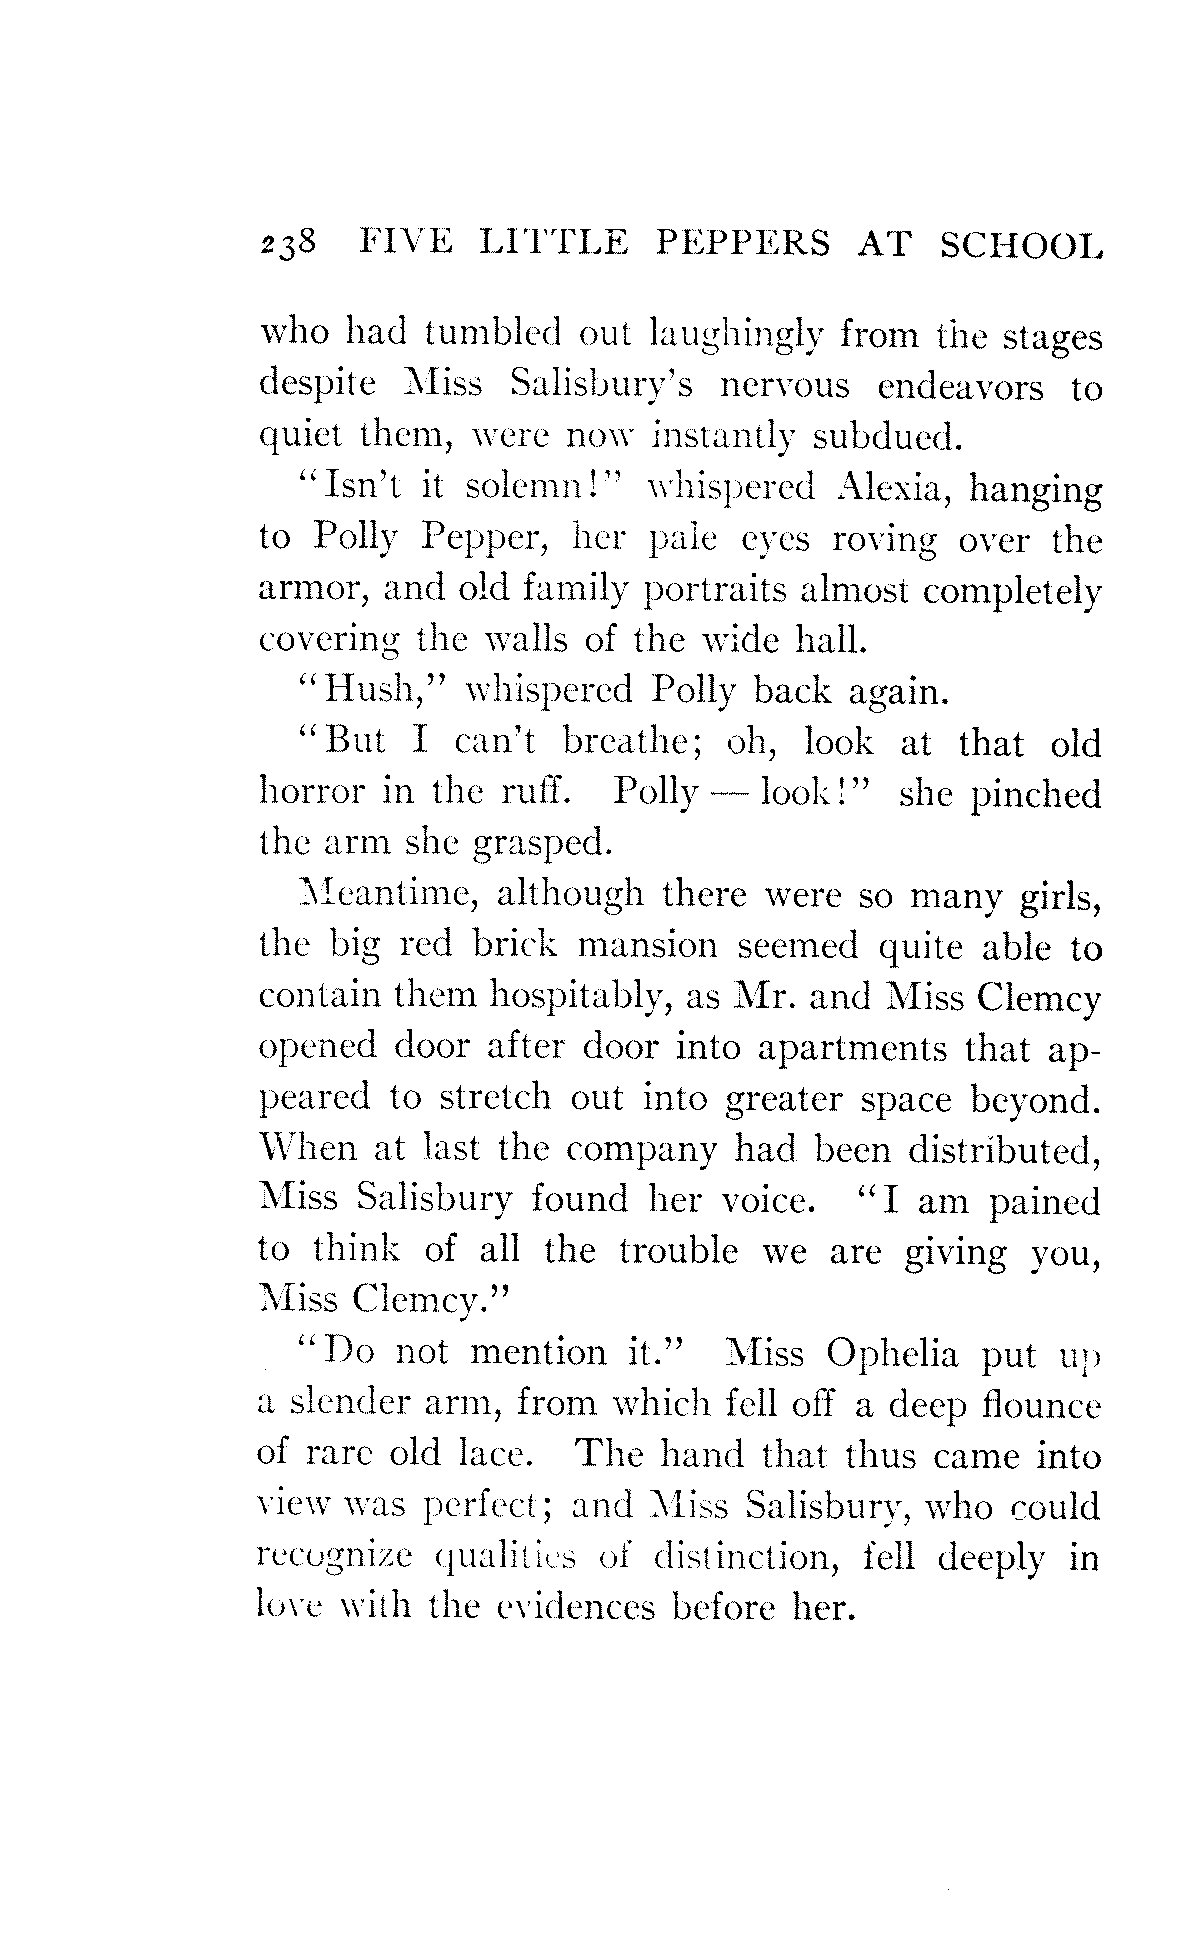 238 FIVE LITTLE PEPPERS AT SCHOOL
who had tumbled out laughingly from the stages
despite Miss Salisbury's nervous endeavors to
quiet them, were now instantly subdued.
"Isn't it solemn!" whispered Alexia, hanging
to Polly Pepper, her pale eyes roving over the
armor, and old family portraits almost completely
covering the walls of the wide hall.
"Hush," whispered Polly back again.
"But I can't breathe; oh, look at that old
horror in the ruff. Polly — look!" she pinched
the arm she grasped.
Meantime, although there were so many girls,
the big red brick mansion seemed quite able to
contain them hospitably, as Mr. and Miss Clemcy
opened door after door into apartments that ap-
peared to stretch out into greater space beyond.
When at last the company had been distributed,
Miss Salisbury found her voice. "I am pained
to think of all the trouble we are giving you,
Miss Clemcy."
"Do not mention it." Miss Ophelia put up
a slender arm, from which fell off a deep flounce
of rare old lace. The hand that thus came into
view was perfect; and Miss Salisbury, who could
recognize qualities of distinction, fell deeply in
love with the evidences before her.